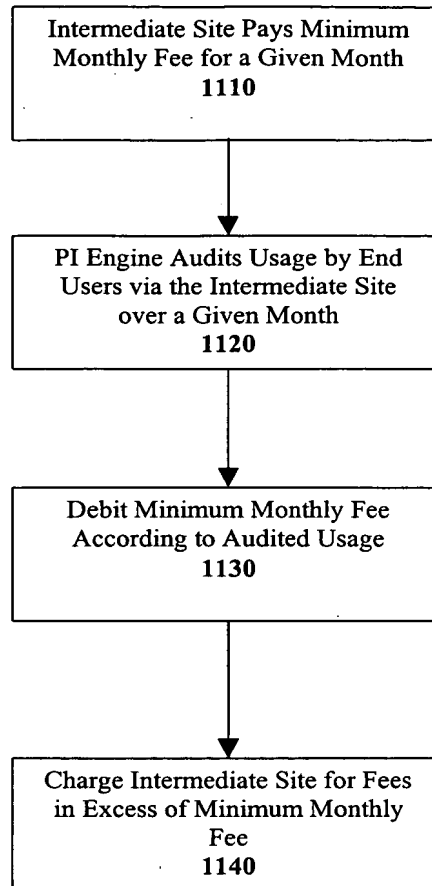 Intermediate Site Pays Minimum
Monthly Fee for a Given Month
1110
PI Engine Audits Usage by End
Users via the Intermediate Site
over a Given Month
1120
Debit Minimum Monthly Fee
According to Audited Usage
1130
Charge Intermediate Site for Fees
in Excess of Minimum Monthly
Fee
1140